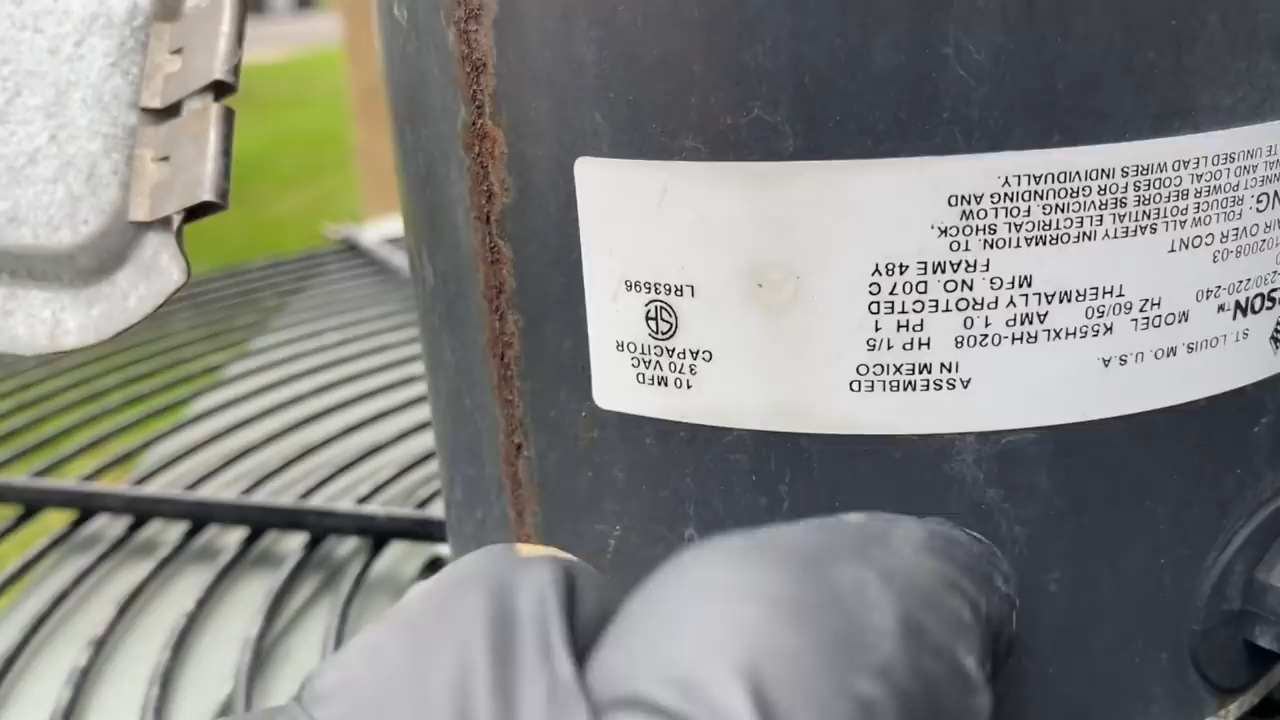 ST. LOUIS, MO. U.S.A.
ASSEMBLED
IN MEXICO
SON™ MODEL K55HXLRH-0208 HP 1/5
HZ 60/50 AMP 1.0 PH 1
230/220-240 THERMALLY PROTECTED
MFG. NO. D07C
102008-03 FRAME 48Y
AIR OVER CONT
NG: FOLLOW ALL SAFETY INFORMATION. TO
REDUCE POTENTIAL ELECTRICAL SHOCK,
NNECT POWER BEFORE SERVICING. FOLLOW
NAL AND LOCAL CODES FOR GROUNDING AND
TE UNUSED LEAD WIRES INDIVIDUALLY.
10 MFD
370 VAC
CAPACITOR
SA
LR63596